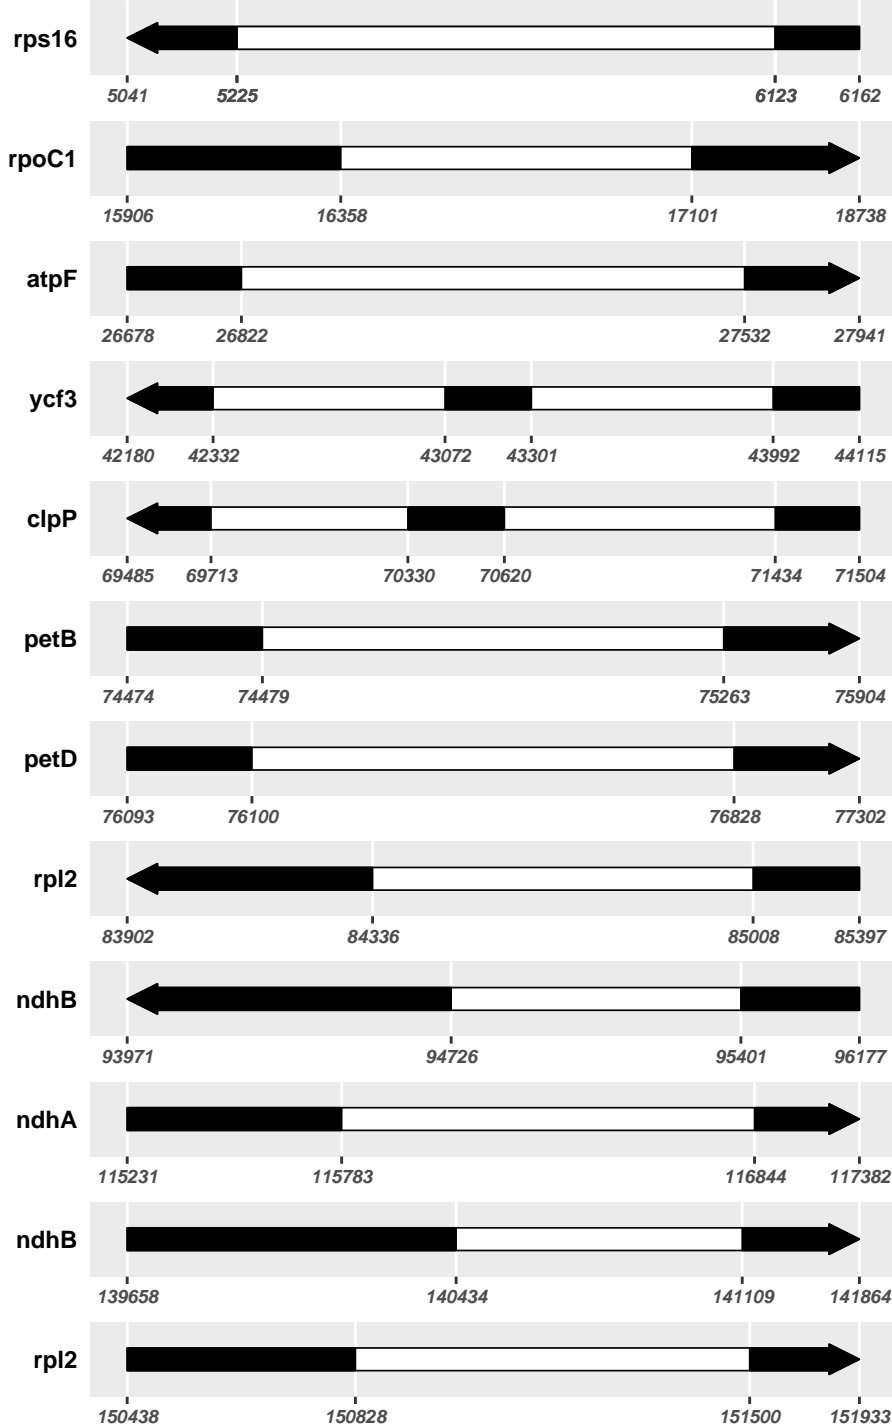 rps16
5041 5225 6123 6162
rpoC1
15906 16358 17101 18738
atpF
26678 26822 27532 27941
ycf3
42180 42332 43072 43301 43992 44115
clpP
69485 69713 70330 70620 71434 71504
petB
74474 74479 75263 75904
petD
76093 76100 76828 77302
rpl2
83902 84336 85008 85397
ndhB
93971 94726 95401 96177
ndhA
115231 115783 116844 117382
ndhB
139658 140434 141109 141864
rpl2
150438 150828 151500 151933